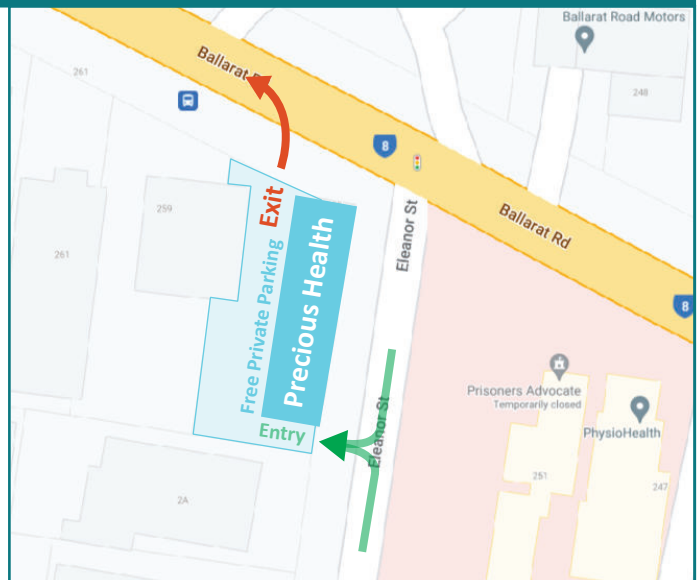 Ballarat Road Motors
Ballarat
261
248
8
259
Exit
Eleanor St
Ballarat Rd
261
Free Private Parking
Precious Health
8
Prisoners Advocate
Temporarily closed
PhysioHealth
Entry
Eleanor St
251
247
2A